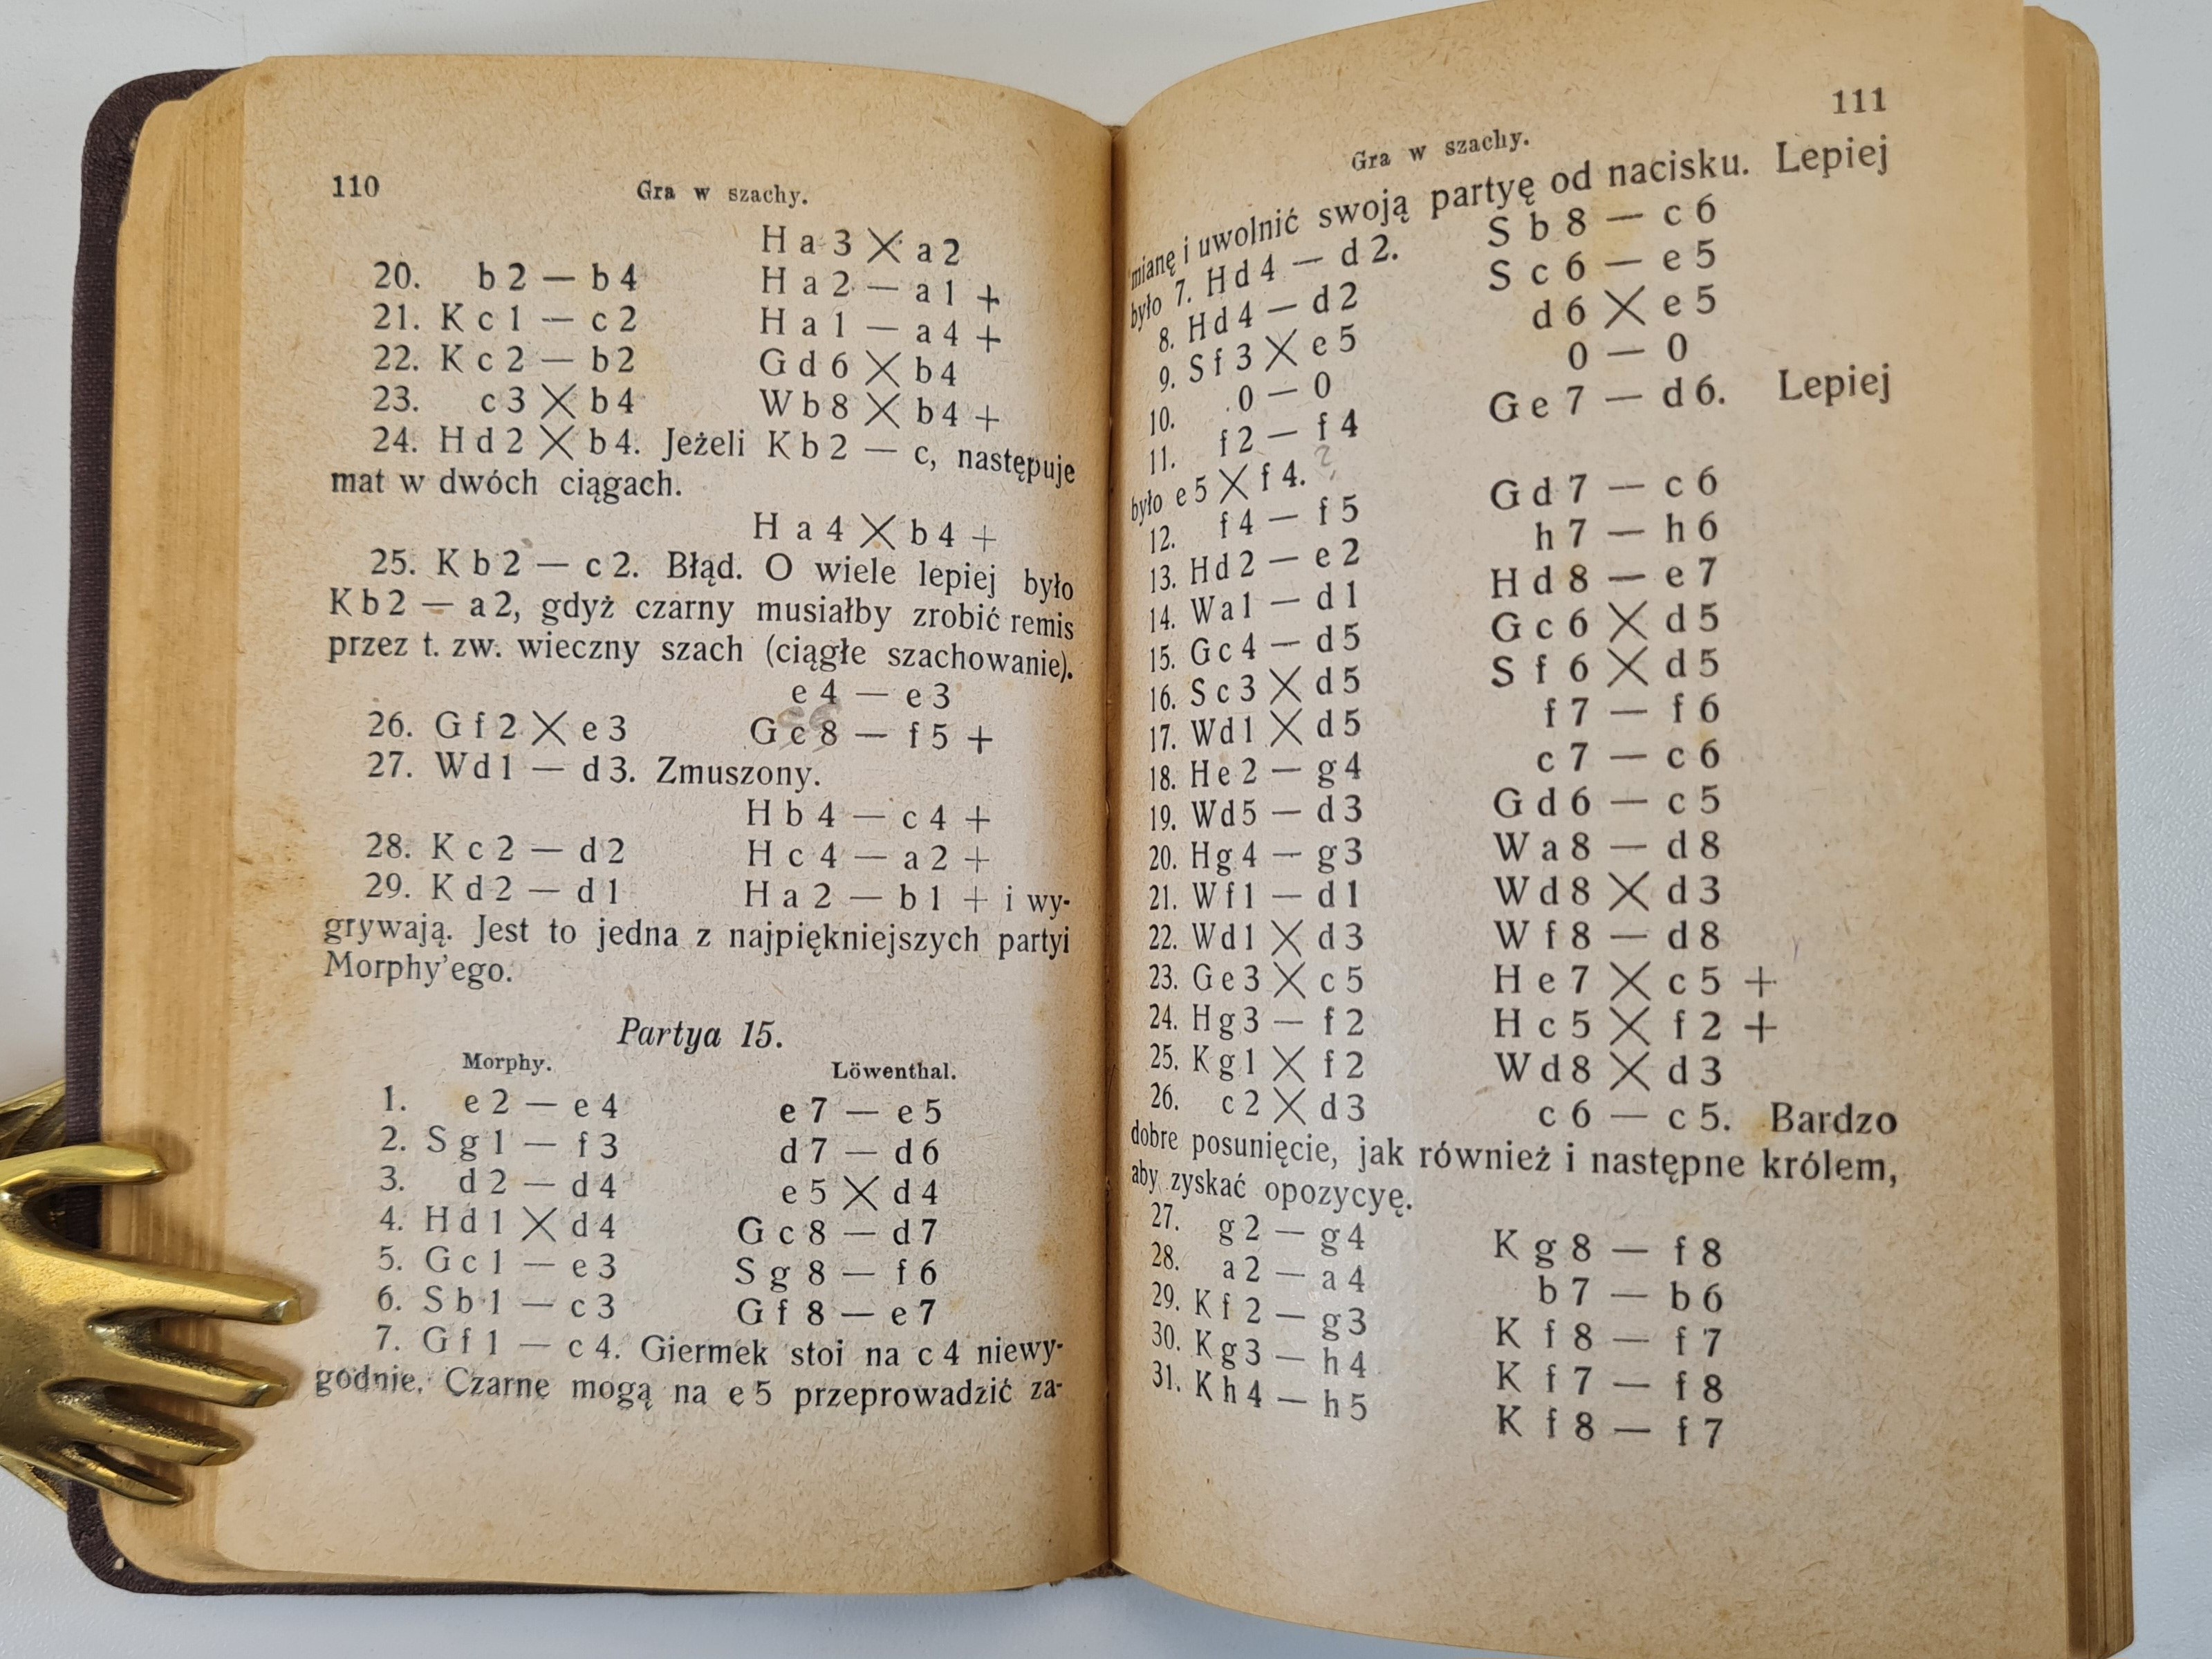 110 Gra w szachy.
H a 3 × a 2
20. b 2 — b 4 H a 2 — a 1 +
21. K c 1 — c 2 H a 1 — a 4 +
22. K c 2 — b 2 G d 6 × b 4
23. c 3 × b 4 W b 8 × b 4 +
24. H d 2 × b 4. Jeżeli K b 2 — c, następuje
mat w dwóch ciągach.
H a 4 × b 4 +
25. K b 2 — c 2. Błąd. O wiele lepiej było
K b 2 — a 2, gdyż czarny musiałby zrobić remis
przez t. zw. wieczny szach (ciągłe szachowanie).
e 4 — e 3
26. G f 2 × e 3 G c 8 — f 5 +
27. W d 1 — d 3. Zmuszony.
H b 4 — c 4 +
28. K c 2 — d 2 H c 4 — a 2 +
29. K d 2 — d 1 H a 2 — b 1 + i wy-
grywają. Jest to jedna z najpiękniejszych partyi
Morphy'ego.
Partya 15.
Morphy. Löwenthal.
1. e 2 — e 4 e 7 — e 5
2. S g 1 — f 3 d 7 — d 6
3. d 2 — d 4 e 5 × d 4
4. H d 1 × d 4 G c 8 — d 7
5. G c 1 — e 3 S g 8 — f 6
6. S b 1 — c 3 G f 8 — e 7
7. G f 1 — c 4. Giermek stoi na c 4 niewy-
godnie. Czarne mogą na e 5 przeprowadzić za-
Gra w szachy. 111
mianę i uwolnić swoją partyę od nacisku. Lepiej
było 7. H d 4 — d 2. S b 8 — c 6
8. H d 4 — d 2 S c 6 — e 5
9. S f 3 × e 5 d 6 × e 5
10. 0 — 0 0 — 0
11. f 2 — f 4 G e 7 — d 6. Lepiej
było e 5 × f 4. ?
12. f 4 — f 5 G d 7 — c 6
13. H d 2 — e 2 h 7 — h 6
14. W a 1 — d 1 H d 8 — e 7
15. G c 4 — d 5 G c 6 × d 5
16. S c 3 × d 5 S f 6 × d 5
17. W d 1 × d 5 f 7 — f 6
18. H e 2 — g 4 c 7 — c 6
19. W d 5 — d 3 G d 6 — c 5
20. H g 4 — g 3 W a 8 — d 8
21. W f 1 — d 1 W d 8 × d 3
22. W d 1 × d 3 W f 8 — d 8
23. G e 3 × c 5 H e 7 × c 5 +
24. H g 3 — f 2 H c 5 × f 2 +
25. K g 1 × f 2 W d 8 × d 3
26. c 2 × d 3 c 6 — c 5. Bardzo
dobre posunięcie, jak również i następne królem,
aby zyskać opozycyę.
27. g 2 — g 4 K g 8 — f 8
28. a 2 — a 4 b 7 — b 6
29. K f 2 — g 3 K f 8 — f 7
30. K g 3 — h 4 K f 7 — f 8
31. K h 4 — h 5 K f 8 — f 7